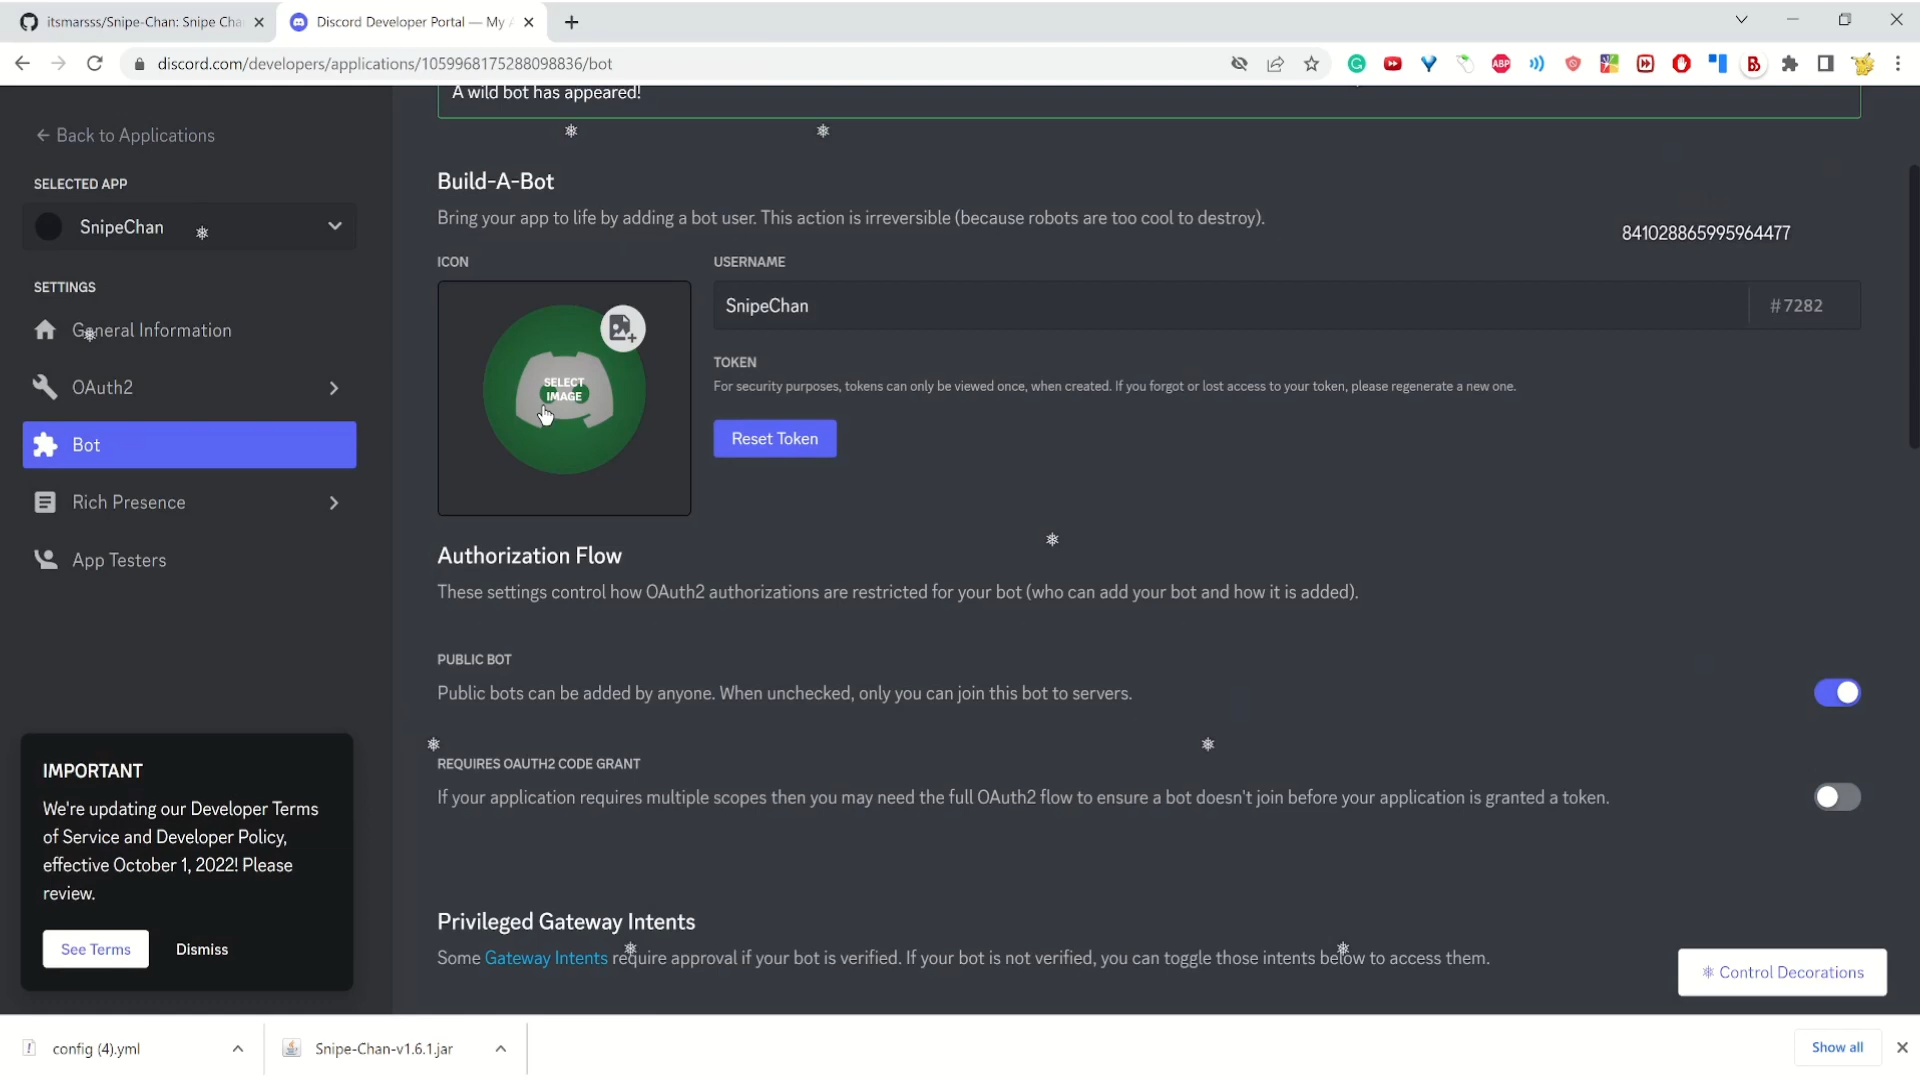 itsmarsss/Snipe-Chan: Snipe Cha
Discord Developer Portal — My A
discord.com/developers/applications/1059968175288098836/bot
ABP
A wild bot has appeared!
Back to Applications
SELECTED APP
SnipeChan
SETTINGS
General Information
OAuth2
Bot
Rich Presence
App Testers
IMPORTANT
We're updating our Developer Terms
of Service and Developer Policy,
effective October 1, 2022! Please
review.
See Terms
Dismiss
Build-A-Bot
Bring your app to life by adding a bot user. This action is irreversible (because robots are too cool to destroy).
841028865995964477
ICON
SELECT
IMAGE
USERNAME
SnipeChan
#7282
TOKEN
For security purposes, tokens can only be viewed once, when created. If you forgot or lost access to your token, please regenerate a new one.
Reset Token
Authorization Flow
These settings control how OAuth2 authorizations are restricted for your bot (who can add your bot and how it is added).
PUBLIC BOT
Public bots can be added by anyone. When unchecked, only you can join this bot to servers.
REQUIRES OAUTH2 CODE GRANT
If your application requires multiple scopes then you may need the full OAuth2 flow to ensure a bot doesn't join before your application is granted a token.
Privileged Gateway Intents
Some Gateway Intents require approval if your bot is verified. If your bot is not verified, you can toggle those intents below to access them.
Control Decorations
config (4).yml
Snipe-Chan-v1.6.1.jar
Show all